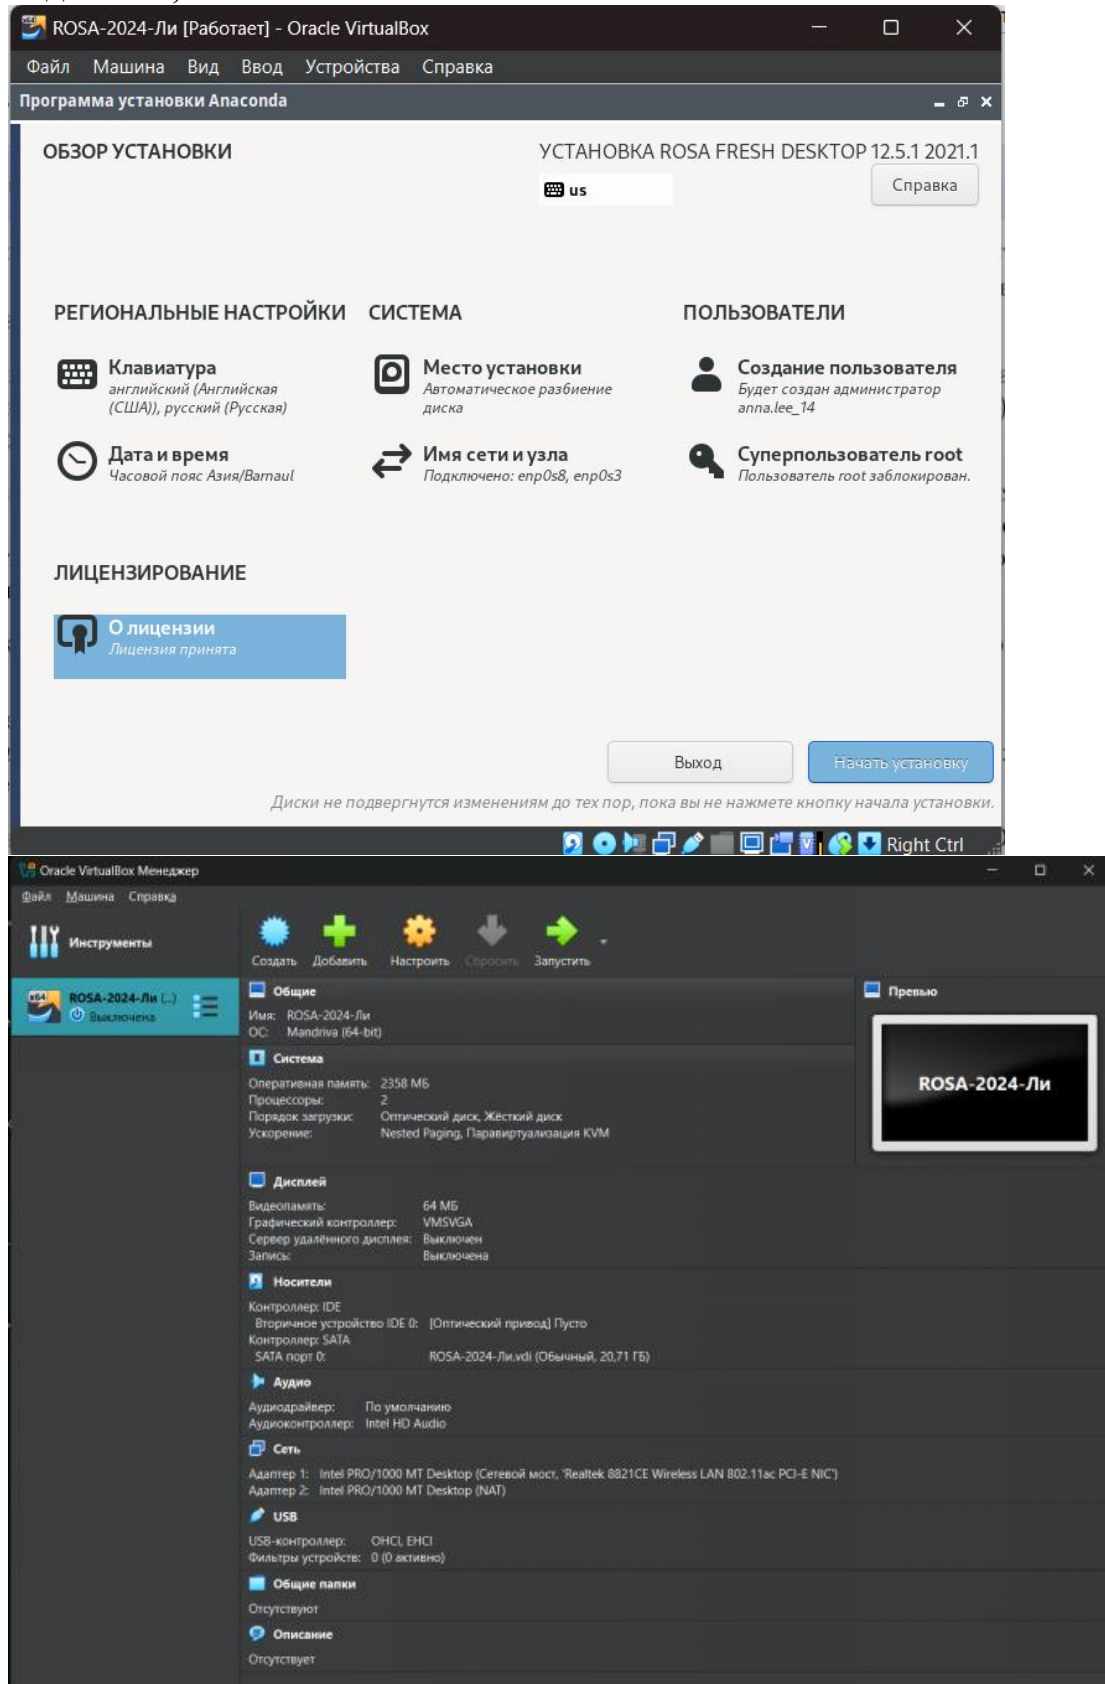 ROSA-2024-Ли [Работает] - Oracle VirtualBox
Файл Машина Вид Ввод Устройства Справка
Программа установки Anaconda
ОБЗОР УСТАНОВКИ
УСТАНОВКА ROSA FRESH DESKTOP 12.5.1 2021.1
us
Справка
РЕГИОНАЛЬНЫЕ НАСТРОЙКИ
Клавиатура
английский (Английская
(США)), русский (Русская)
Дата и время
Часовой пояс Азия/Barnaul
СИСТЕМА
Место установки
Автоматическое разбиение
диска
Имя сети и узла
Подключено: enp0s8, enp0s3
ПОЛЬЗОВАТЕЛИ
Создание пользователя
Будет создан администратор
anna.lee_14
Суперпользователь root
Пользователь root заблокирован.
ЛИЦЕНЗИРОВАНИЕ
О лицензии
Лицензия принята
Выход
Начать установку
Диски не подвергнутся изменениям до тех пор, пока вы не нажмете кнопку начала установки.
Right Ctrl
Oracle VirtualBox Менеджер
Файл Машина Справка
Инструменты
Создать Добавить Настроить Сбросить Запустить
x64
ROSA-2024-Ли (...)
Выключена
Общие
Имя: ROSA-2024-Ли
ОС: Mandriva (64-bit)
Система
Оперативная память: 2358 МБ
Процессоры: 2
Порядок загрузки: Оптический диск, Жёсткий диск
Ускорение: Nested Paging, Паравиртуализация KVM
Превью
ROSA-2024-Ли
Дисплей
Видеопамять: 64 МБ
Графический контроллер: VMSVGA
Сервер удалённого дисплея: Выключен
Запись: Выключена
Носители
Контроллер: IDE
Вторичное устройство IDE 0: [Оптический привод] Пусто
Контроллер: SATA
SATA порт 0: ROSA-2024-Ли.vdi (Обычный, 20,71 ГБ)
Аудио
Аудиодрайвер: По умолчанию
Аудиоконтроллер: Intel HD Audio
Сеть
Адаптер 1: Intel PRO/1000 MT Desktop (Сетевой мост, 'Realtek 8821CE Wireless LAN 802.11ac PCI-E NIC')
Адаптер 2: Intel PRO/1000 MT Desktop (NAT)
USB
USB-контроллер: OHCI, EHCI
Фильтры устройств: 0 (0 активно)
Общие папки
Отсутствуют
Описание
Отсутствует